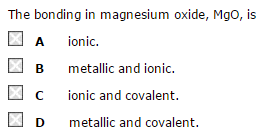 The bonding in magnesium oxide, MgO, is
A ionic.
B metallic and ionic.
C ionic and covalent.
D metallic and covalent.